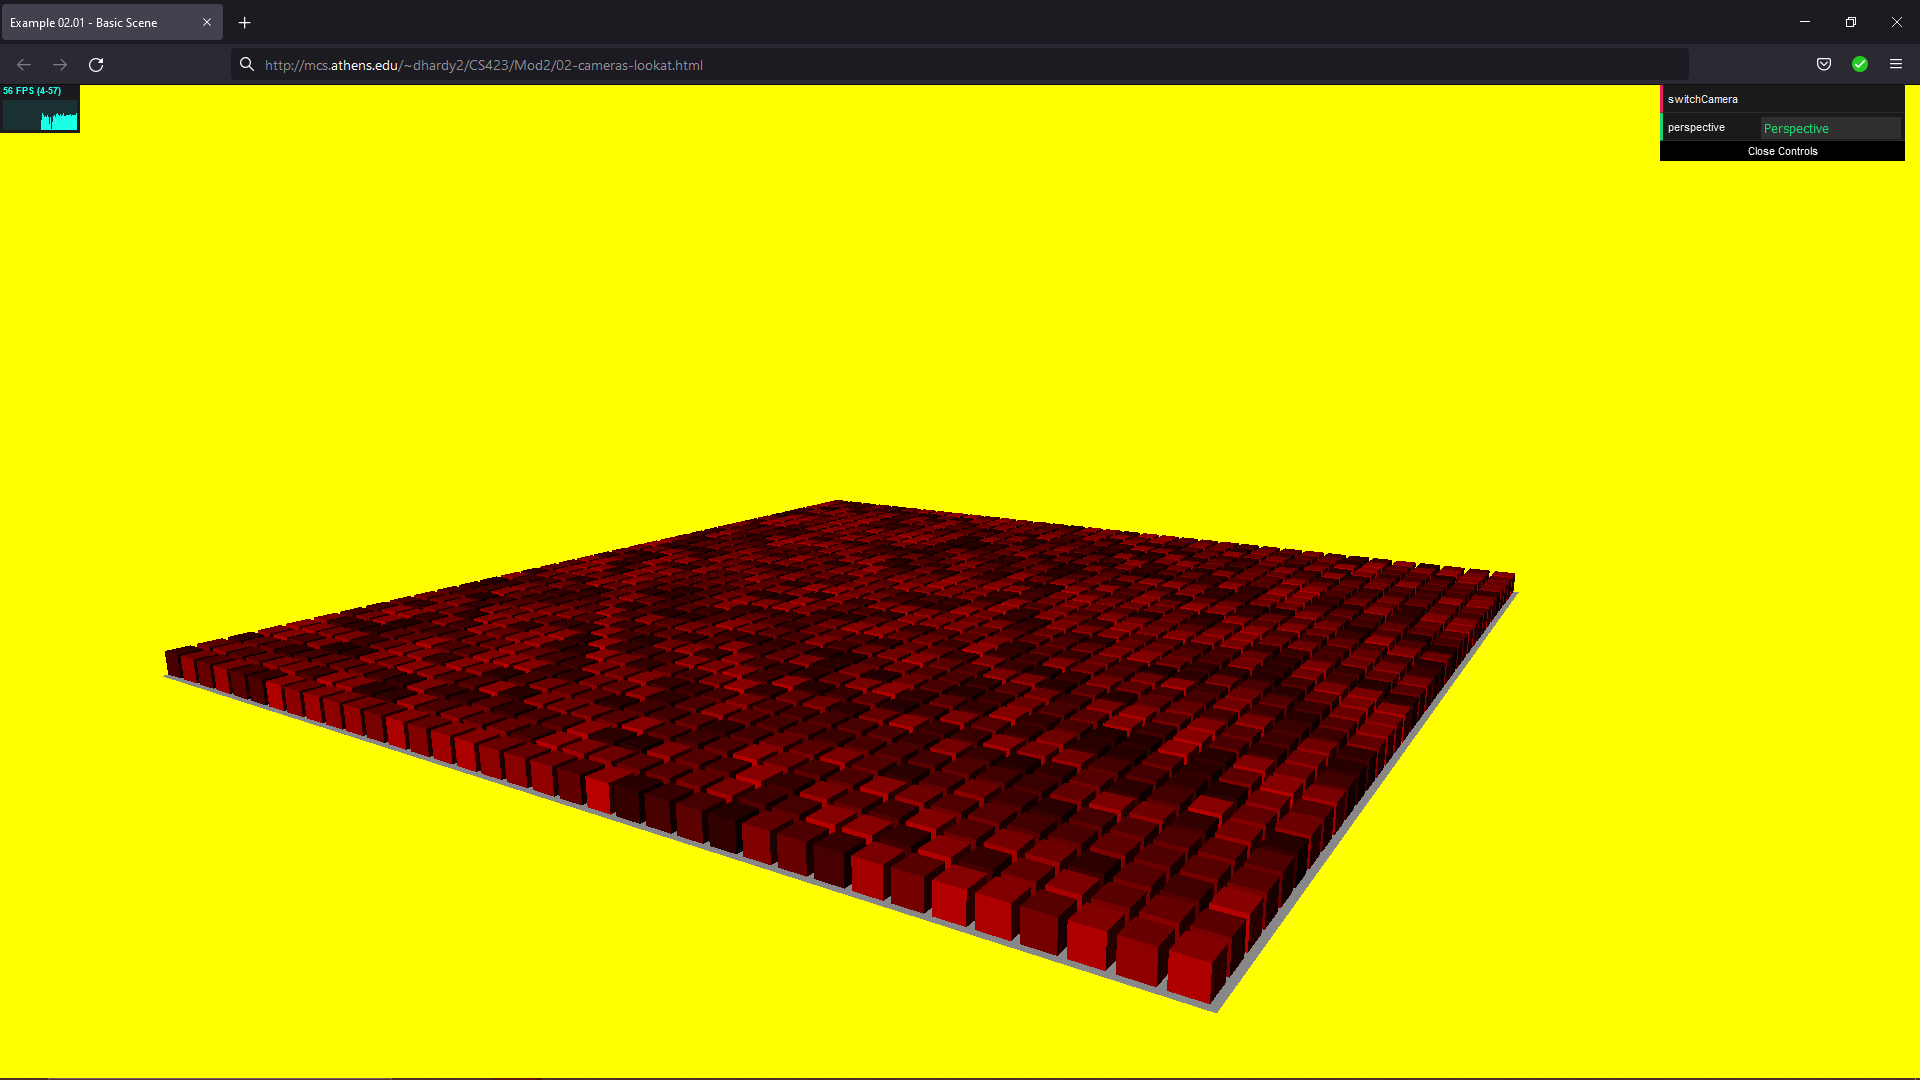 Example 02.01 - Basic Scene
http://mcs.athens.edu/~dhardy2/CS423/Mod2/02-cameras-lookat.html
56 FPS (4-57)
switchCamera
perspective Perspective
Close Controls